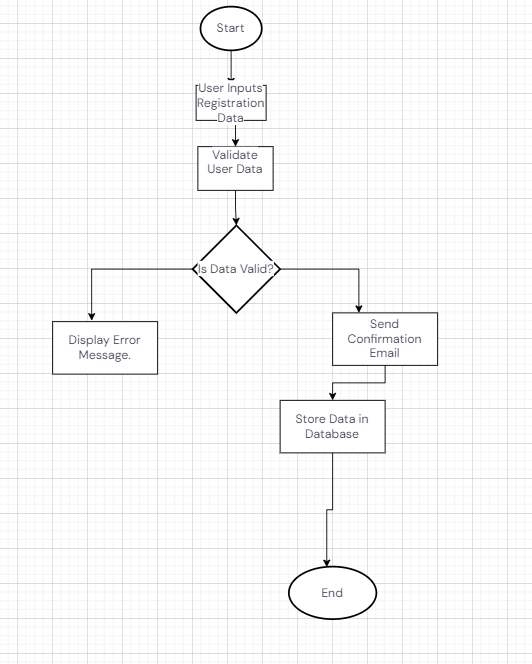 Start
User Inputs
Registration
Data
Validate
User Data
Is Data Valid?
Display Error
Message.
Send
Confirmation
Email
Store Data in
Database
End